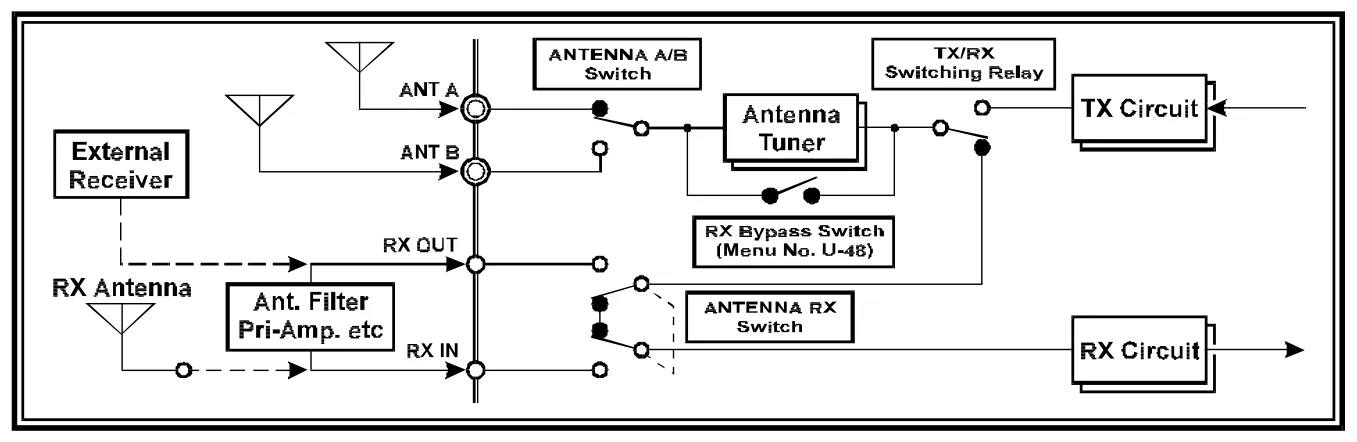 ANTENNA A/B
Switch
TX/RX
Switching Relay
ANT A
Antenna
Tuner
TX Circuit
ANT B
External
Receiver
RX Bypass Switch
(Menu No. U-48)
RX OUT
RX Antenna
Ant. Filter
Pri-Amp. etc
ANTENNA RX
Switch
RX IN
RX Circuit